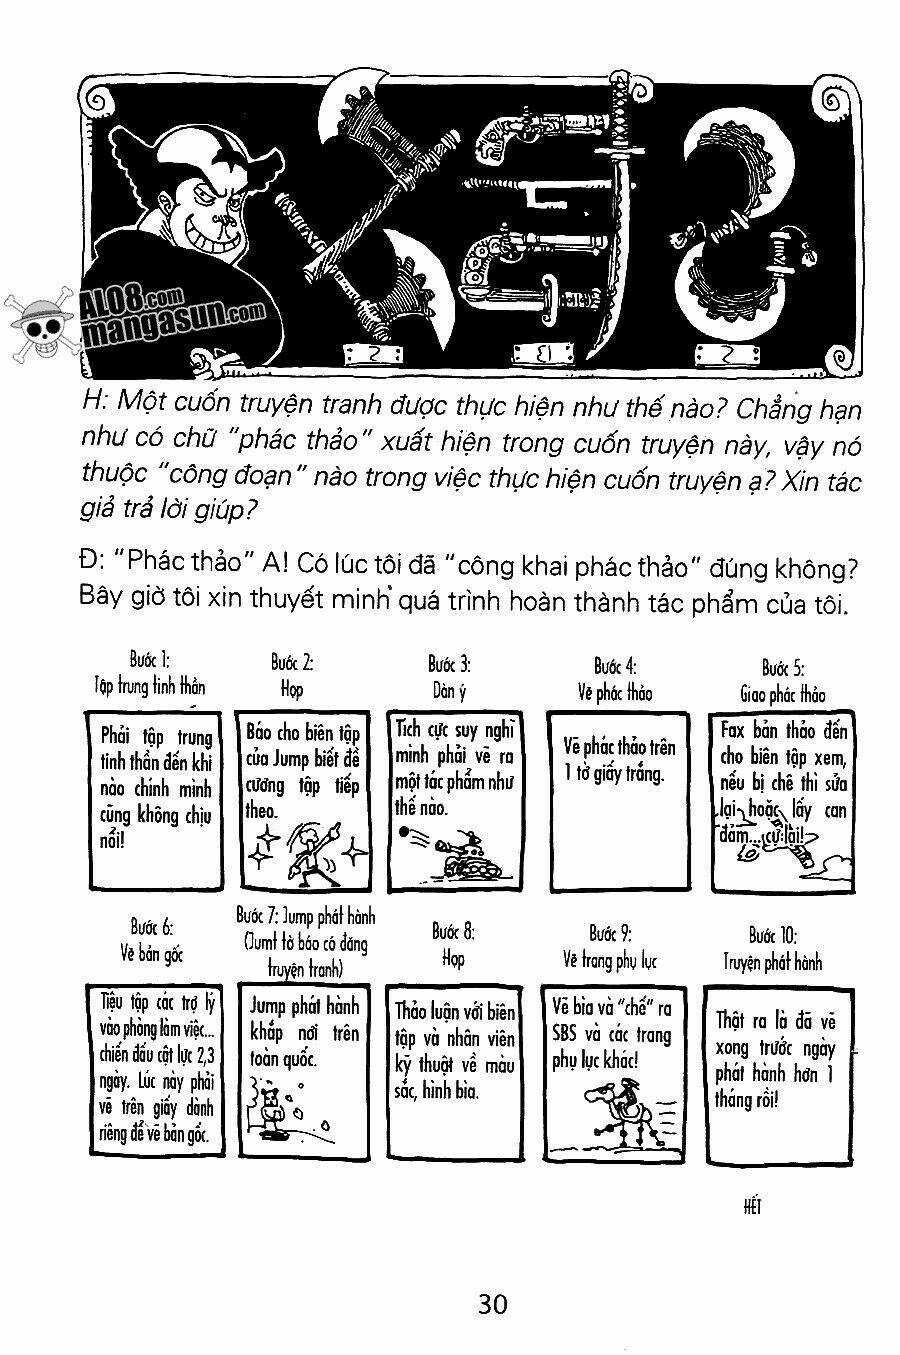 AL08.com
mangasun.com
H: Một cuốn truyện tranh được thực hiện như thế nào? Chẳng hạn
như có chữ "phác thảo" xuất hiện trong cuốn truyện này, vậy nó
thuộc "công đoạn" nào trong việc thực hiện cuốn truyện ạ? Xin tác
giả trả lời giúp?
Đ: "Phác thảo" A! Có lúc tôi đã "công khai phác thảo" đúng không?
Bây giờ tôi xin thuyết minh quá trình hoàn thành tác phẩm của tôi.
Bước 1:
Tập trung tinh thần
Phải tập trung
tinh thần đến khi
nào chính mình
cũng không chịu
nổi!
Bước 2:
Họp
Báo cho biên tập
của Jump biết đề
cương tập tiếp
theo.
Bước 3:
Dàn ý
Tích cực suy nghĩ
mình phải vẽ ra
một tác phẩm như
thế nào.
Bước 4:
Vẽ phác thảo
Vẽ phác thảo trên
1 tờ giấy trắng.
Bước 5:
Giao phác thảo
Fax bản thảo đến
cho biên tập xem,
nếu bị chê thì sửa
lại hoặc lấy can
đảm... cự lại!
Bước 6:
Vẽ bản gốc
Tiệu tập các trợ lý
vào phòng làm việc...
chiến đấu cật lực 2,3
ngày. Lúc này phải
vẽ trên giấy dành
riêng để vẽ bản gốc.
Bước 7: Jump phát hành
(Jumt tờ báo có đăng
truyện tranh)
Jump phát hành
khắp nơi trên
toàn quốc.
Bước 8:
Họp
Thảo luận với biên
tập và nhân viên
kỹ thuật về màu
sắc, hình bìa.
Bước 9:
Vẽ trang phụ lục
Vẽ bìa và "chế" ra
SBS và các trang
phụ lục khác!
Bước 10:
Truyện phát hành
Thật ra là đã vẽ
xong trước ngày
phát hành hơn 1
tháng rồi!
HẾT
30